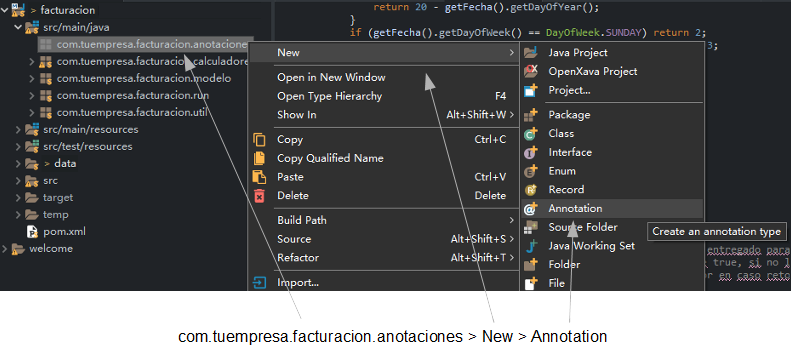 > facturacion
src/main/java
com.tuempresa.facturacion.anotacione
com.tuempresa.facturacion.calculadore
com.tuempresa.facturacion.modelo
com.tuempresa.facturacion.run
com.tuempresa.facturacion.util
src/main/resources
src/test/resources
> data
src
target
temp
pom.xml
welcome
return 20 - getFecha().getDayOfYear();
}
if (getFecha().getDayOfWeek() == DayOfWeek.SUNDAY) return 2;
3;
New
Open in New Window
Open Type Hierarchy F4
Show In Alt+Shift+W >
Copy Ctrl+C
Copy Qualified Name
Paste Ctrl+V
Delete Delete
Build Path
Source Alt+Shift+S >
Refactor Alt+Shift+T >
Import...
Java Project
OpenXava Project
Project...
Package
Class
Interface
Enum
Record
Annotation
Source Folder
Java Working Set
Folder
File
Create an annotation type
entregado para
true, si no l
or en caso reto
com.tuempresa.facturacion.anotaciones > New > Annotation